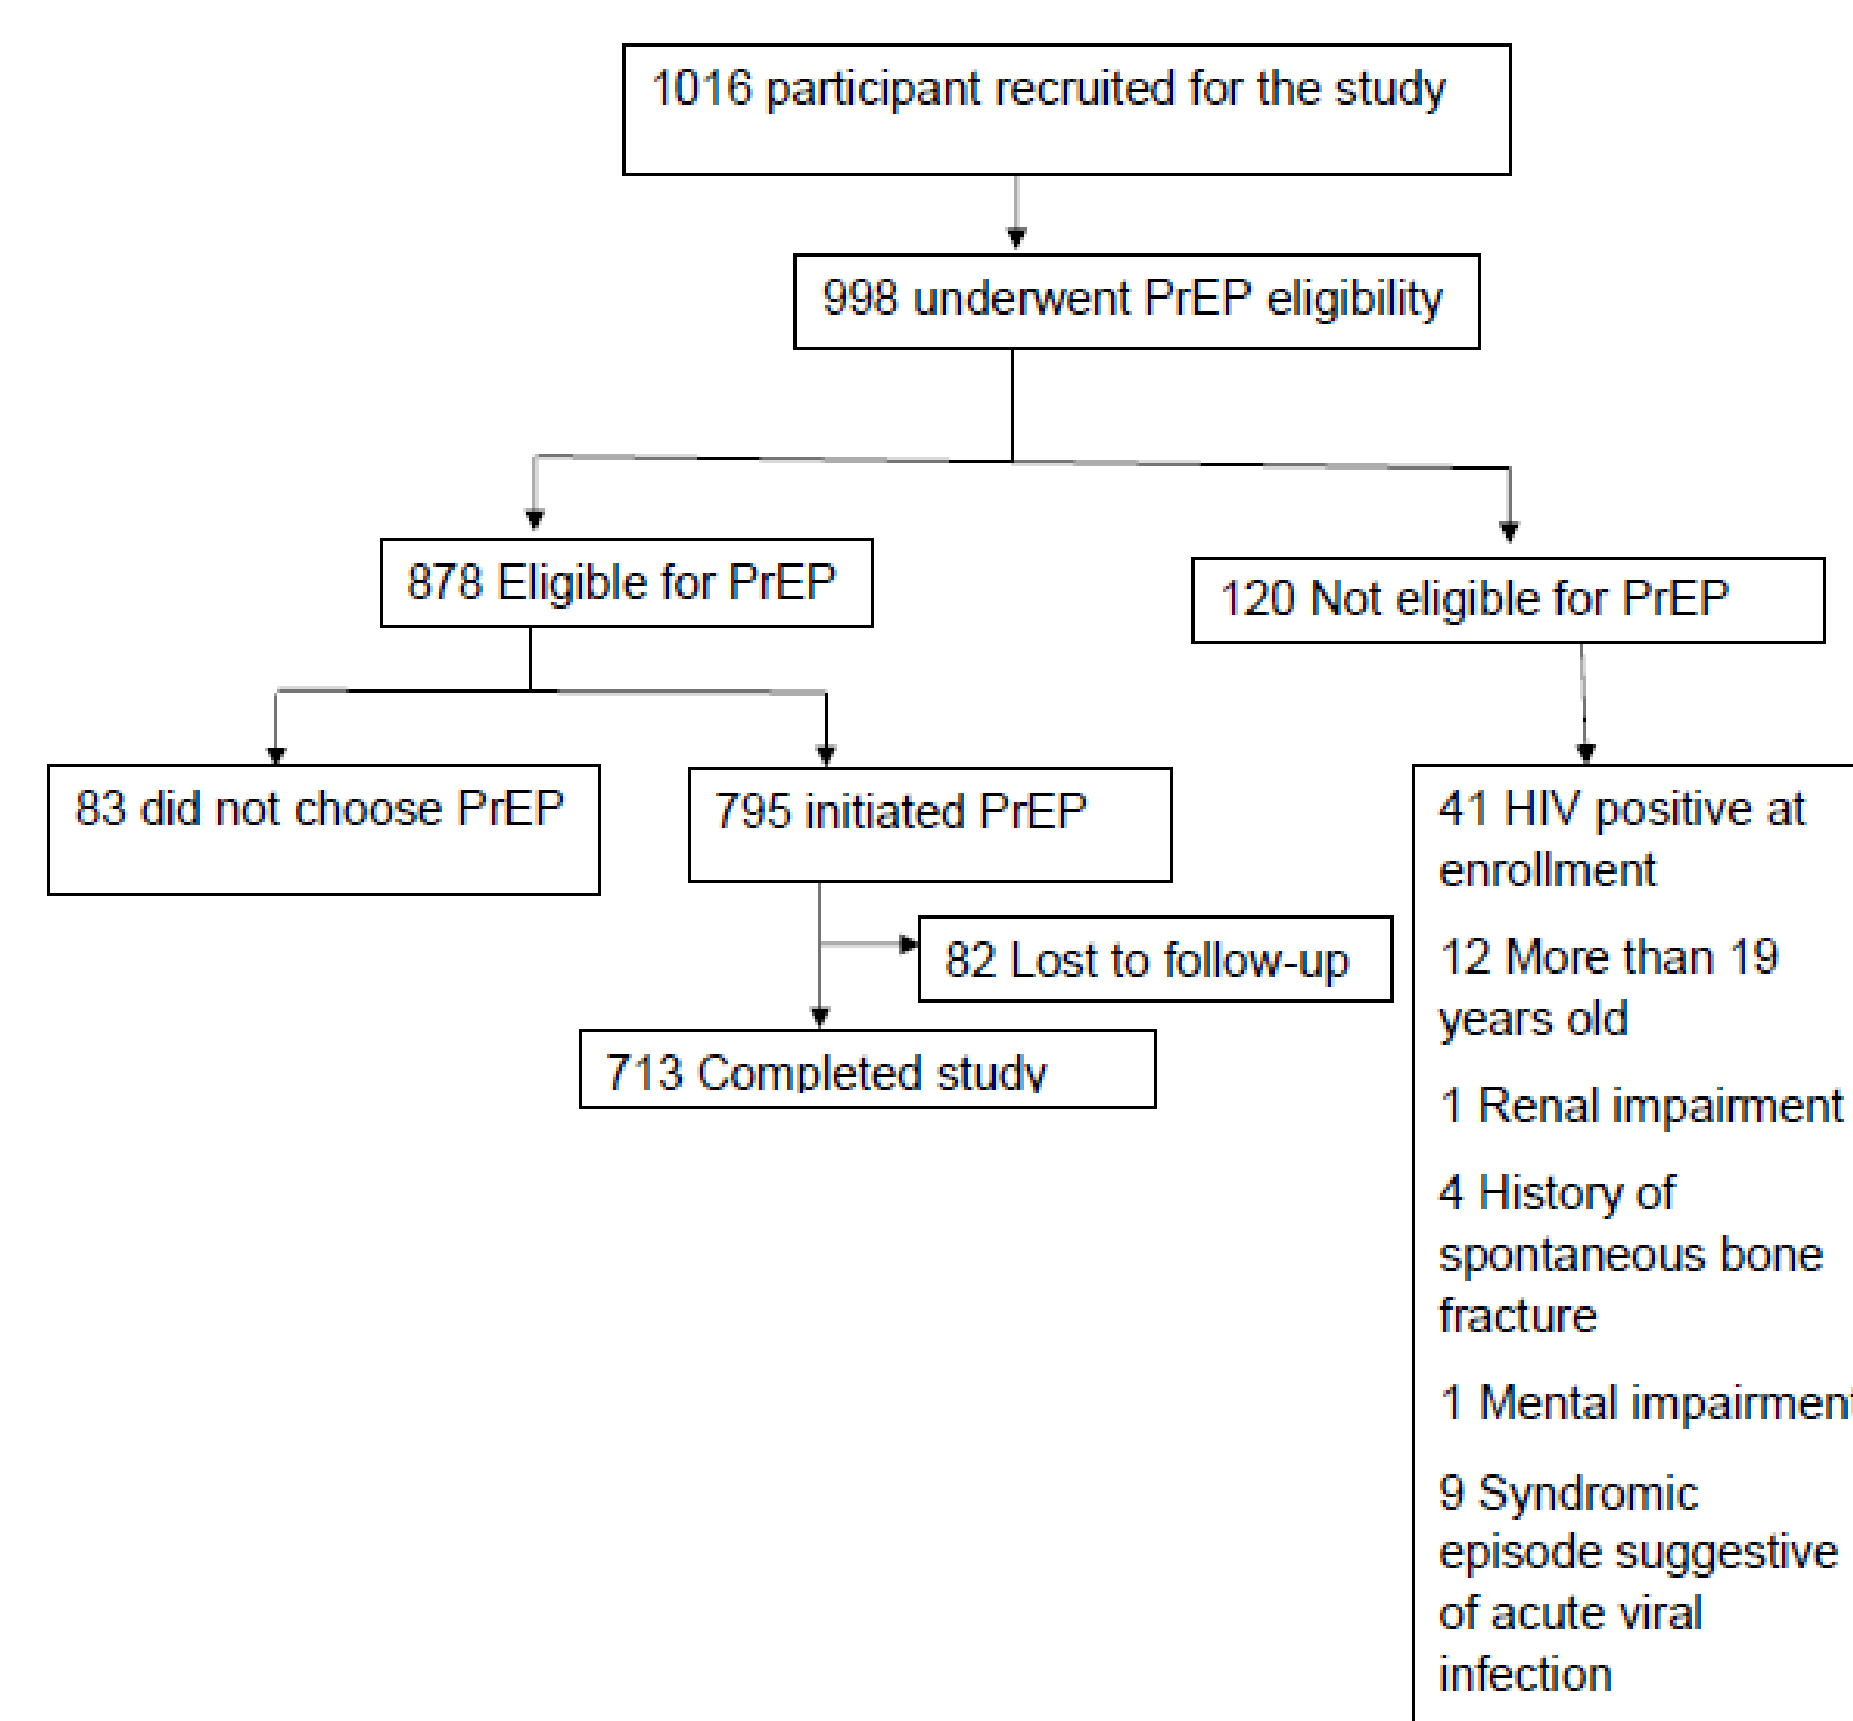 1016 participant recruited for the study
998 underwent PrEP eligibility
878 Eligible for PrEP
120 Not eligible for PrEP
83 did not choose PrEP
795 initiated PrEP
82 Lost to follow-up
713 Completed study
41 HIV positive at
enrollment
12 More than 19
years old
1 Renal impairment
4 History of
spontaneous bone
fracture
1 Mental impairment
9 Syndromic
episode suggestive
of acute viral
infection